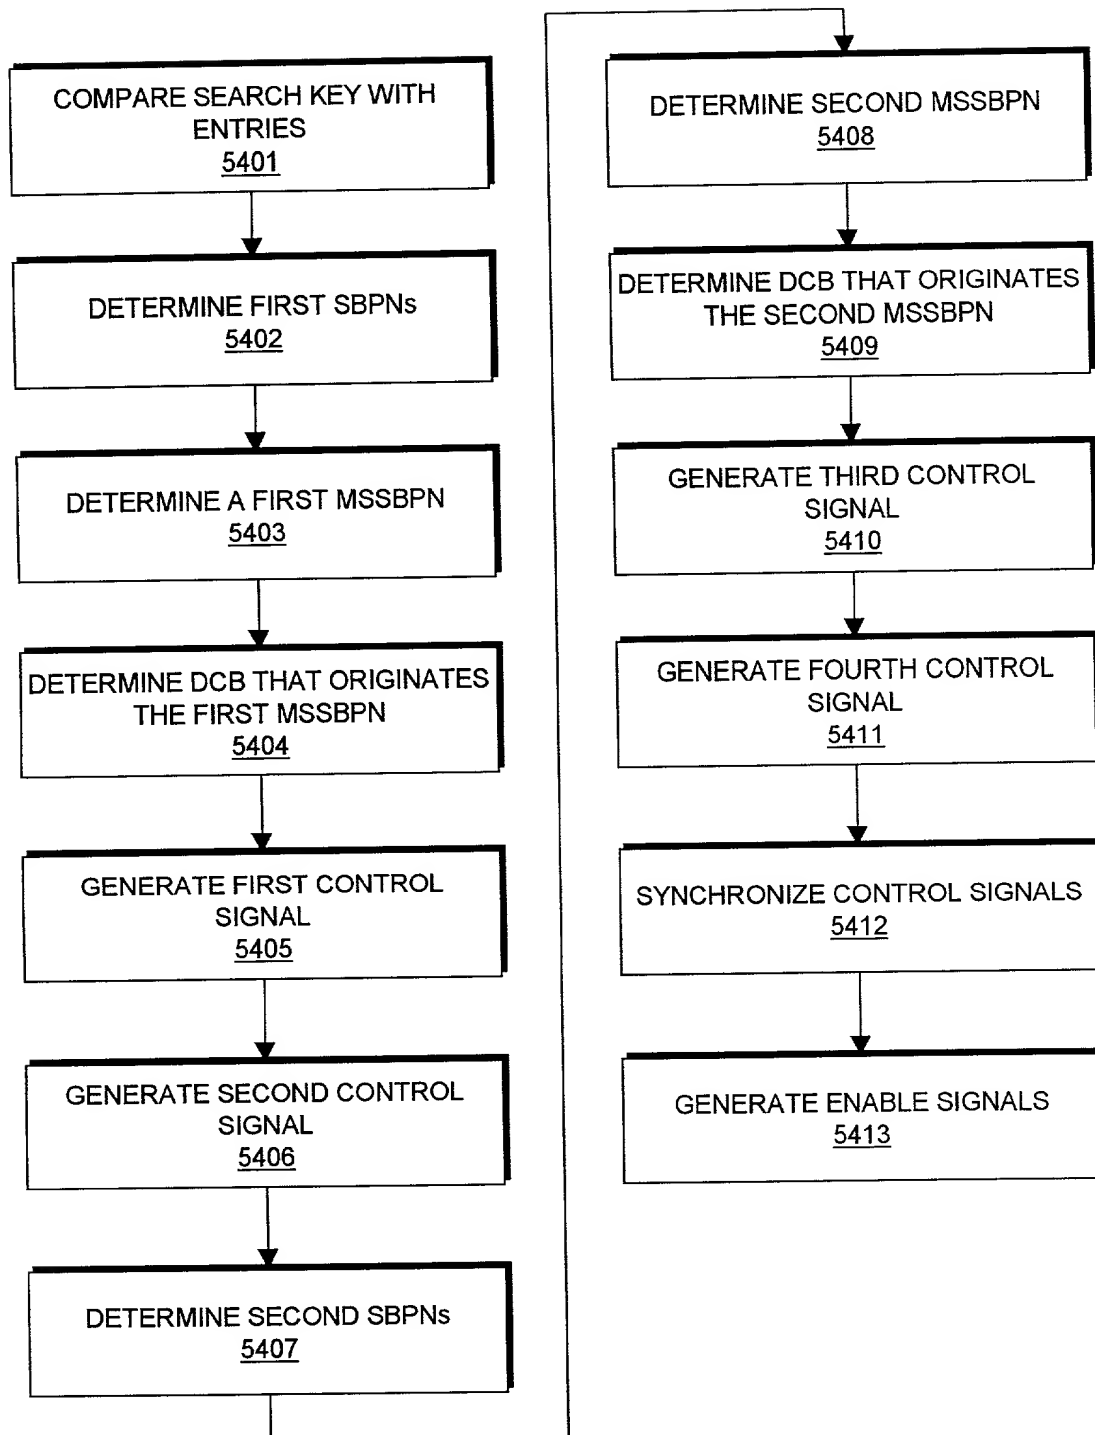 COMPARE SEARCH KEY WITH
ENTRIES
5401
DETERMINE FIRST SBPNs
5402
DETERMINE A FIRST MSSBPN
5403
DETERMINE DCB THAT ORIGINATES
THE FIRST MSSBPN
5404
GENERATE FIRST CONTROL
SIGNAL
5405
GENERATE SECOND CONTROL
SIGNAL
5406
DETERMINE SECOND SBPNs
5407
DETERMINE SECOND MSSBPN
5408
DETERMINE DCB THAT ORIGINATES
THE SECOND MSSBPN
5409
GENERATE THIRD CONTROL
SIGNAL
5410
GENERATE FOURTH CONTROL
SIGNAL
5411
SYNCHRONIZE CONTROL SIGNALS
5412
GENERATE ENABLE SIGNALS
5413